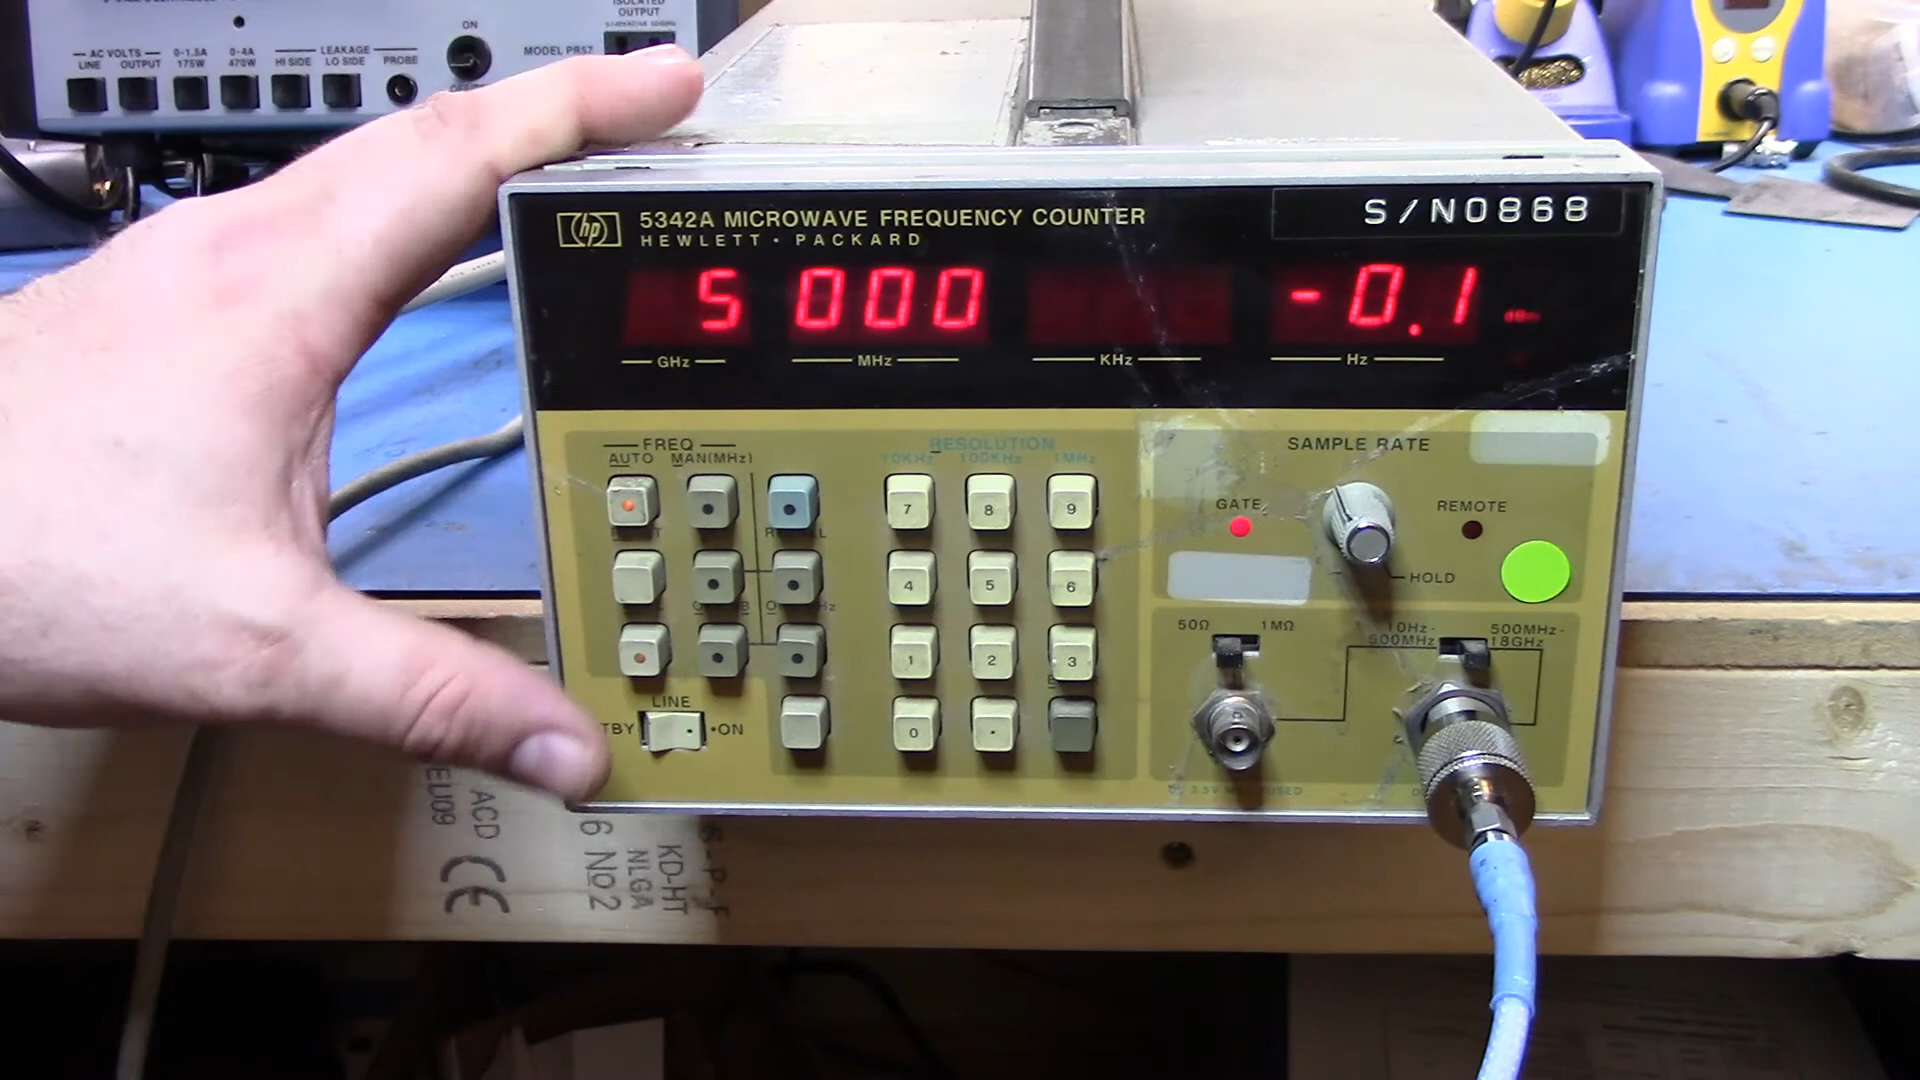 ISOLATED
OUTPUT
ON
AC VOLTS
LINE OUTPUT
0-1.5A
175W
0-4A
470W
LEAKAGE
HI SIDE LO SIDE
PROBE
MODEL PR57
hp
5342A MICROWAVE FREQUENCY COUNTER
HEWLETT • PACKARD
S/N0868
5 000 -0.1 dBm
GHz MHz KHz Hz
FREQ
AUTO MAN(MHz)
RESOLUTION
10KHz 100KHz 1MHz
SAMPLE RATE
7 8 9
GATE
REMOTE
HOLD
4 5 6
50Ω 1MΩ
10Hz-
500MHz
500MHz-
18GHz
1 2 3
LINE
TBY •ON
0 .
ACD
6 NO2
KD-HT
NLGA
CE